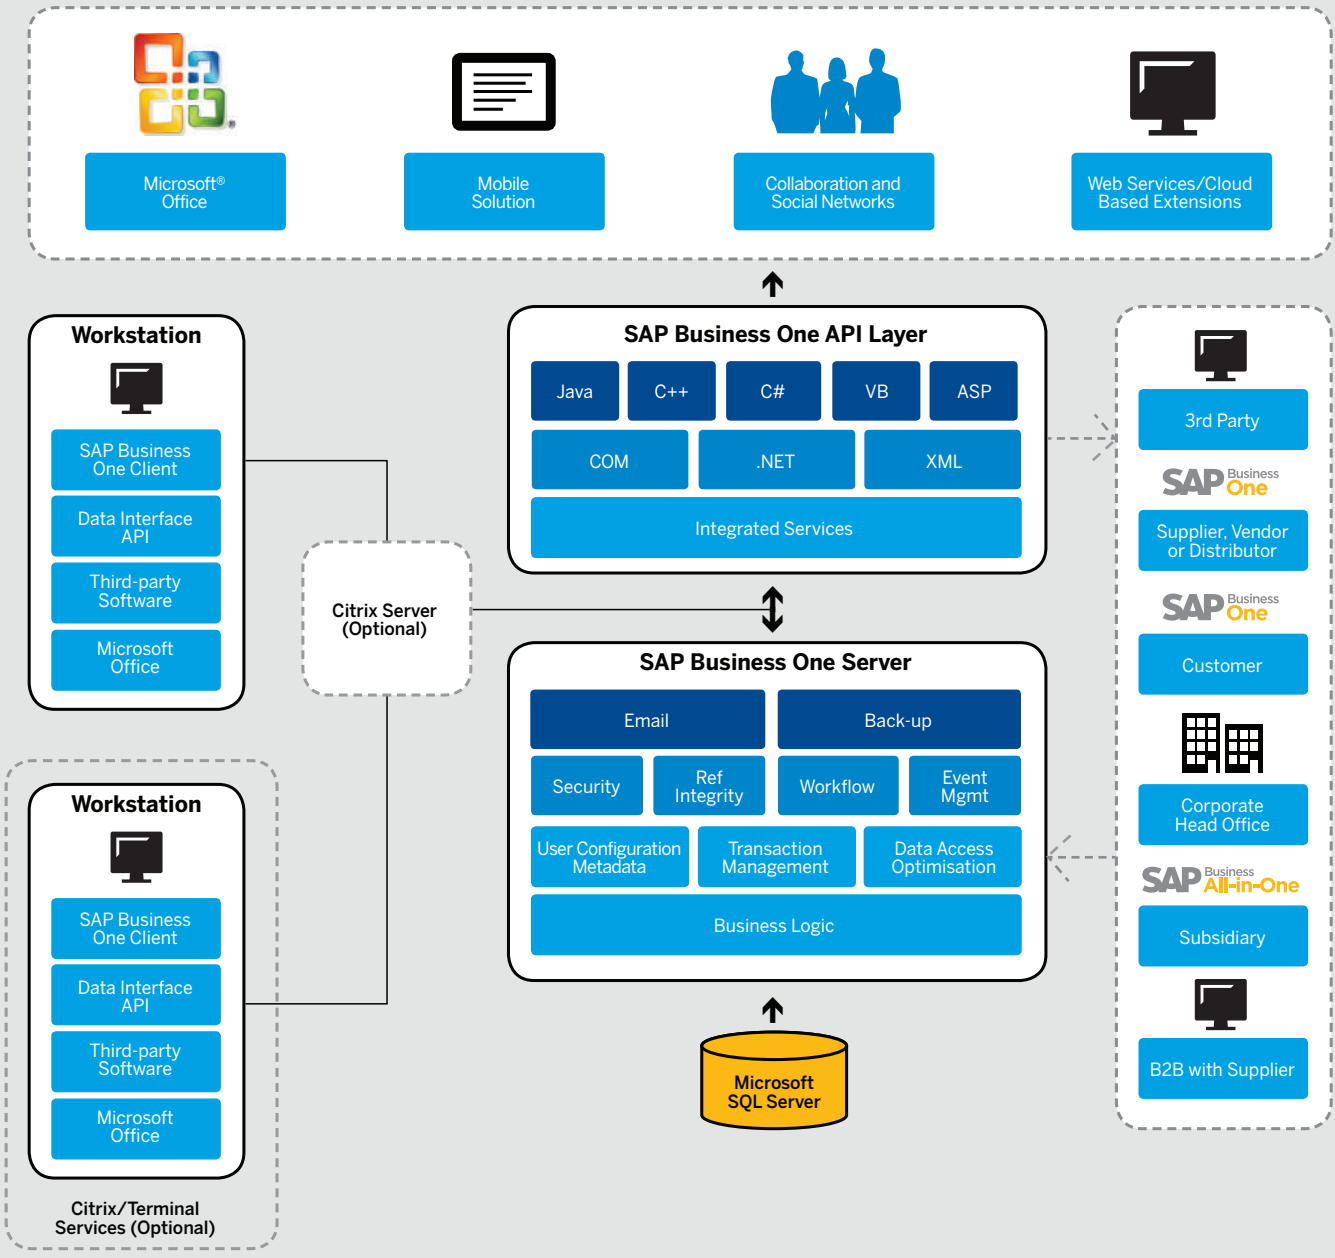 Microsoft®
Office
Mobile
Solution
Collaboration and
Social Networks
Web Services/Cloud
Based Extensions
Workstation
SAP Business
One Client
Data Interface
API
Third-party
Software
Microsoft
Office
Workstation
SAP Business
One Client
Data Interface
API
Third-party
Software
Microsoft
Office
Citrix/Terminal
Services (Optional)
Citrix Server
(Optional)
SAP Business One API Layer
Java
C++
C#
VB
ASP
COM
.NET
XML
Integrated Services
SAP Business One Server
Email
Back-up
Security
Ref
Integrity
Workflow
Event
Mgmt
User Configuration
Metadata
Transaction
Management
Data Access
Optimisation
Business Logic
Microsoft
SQL Server
3rd Party
SAP Business
One
Supplier, Vendor
or Distributor
SAP Business
One
Customer
Corporate
Head Office
SAP Business
All-in-One
Subsidiary
B2B with Supplier